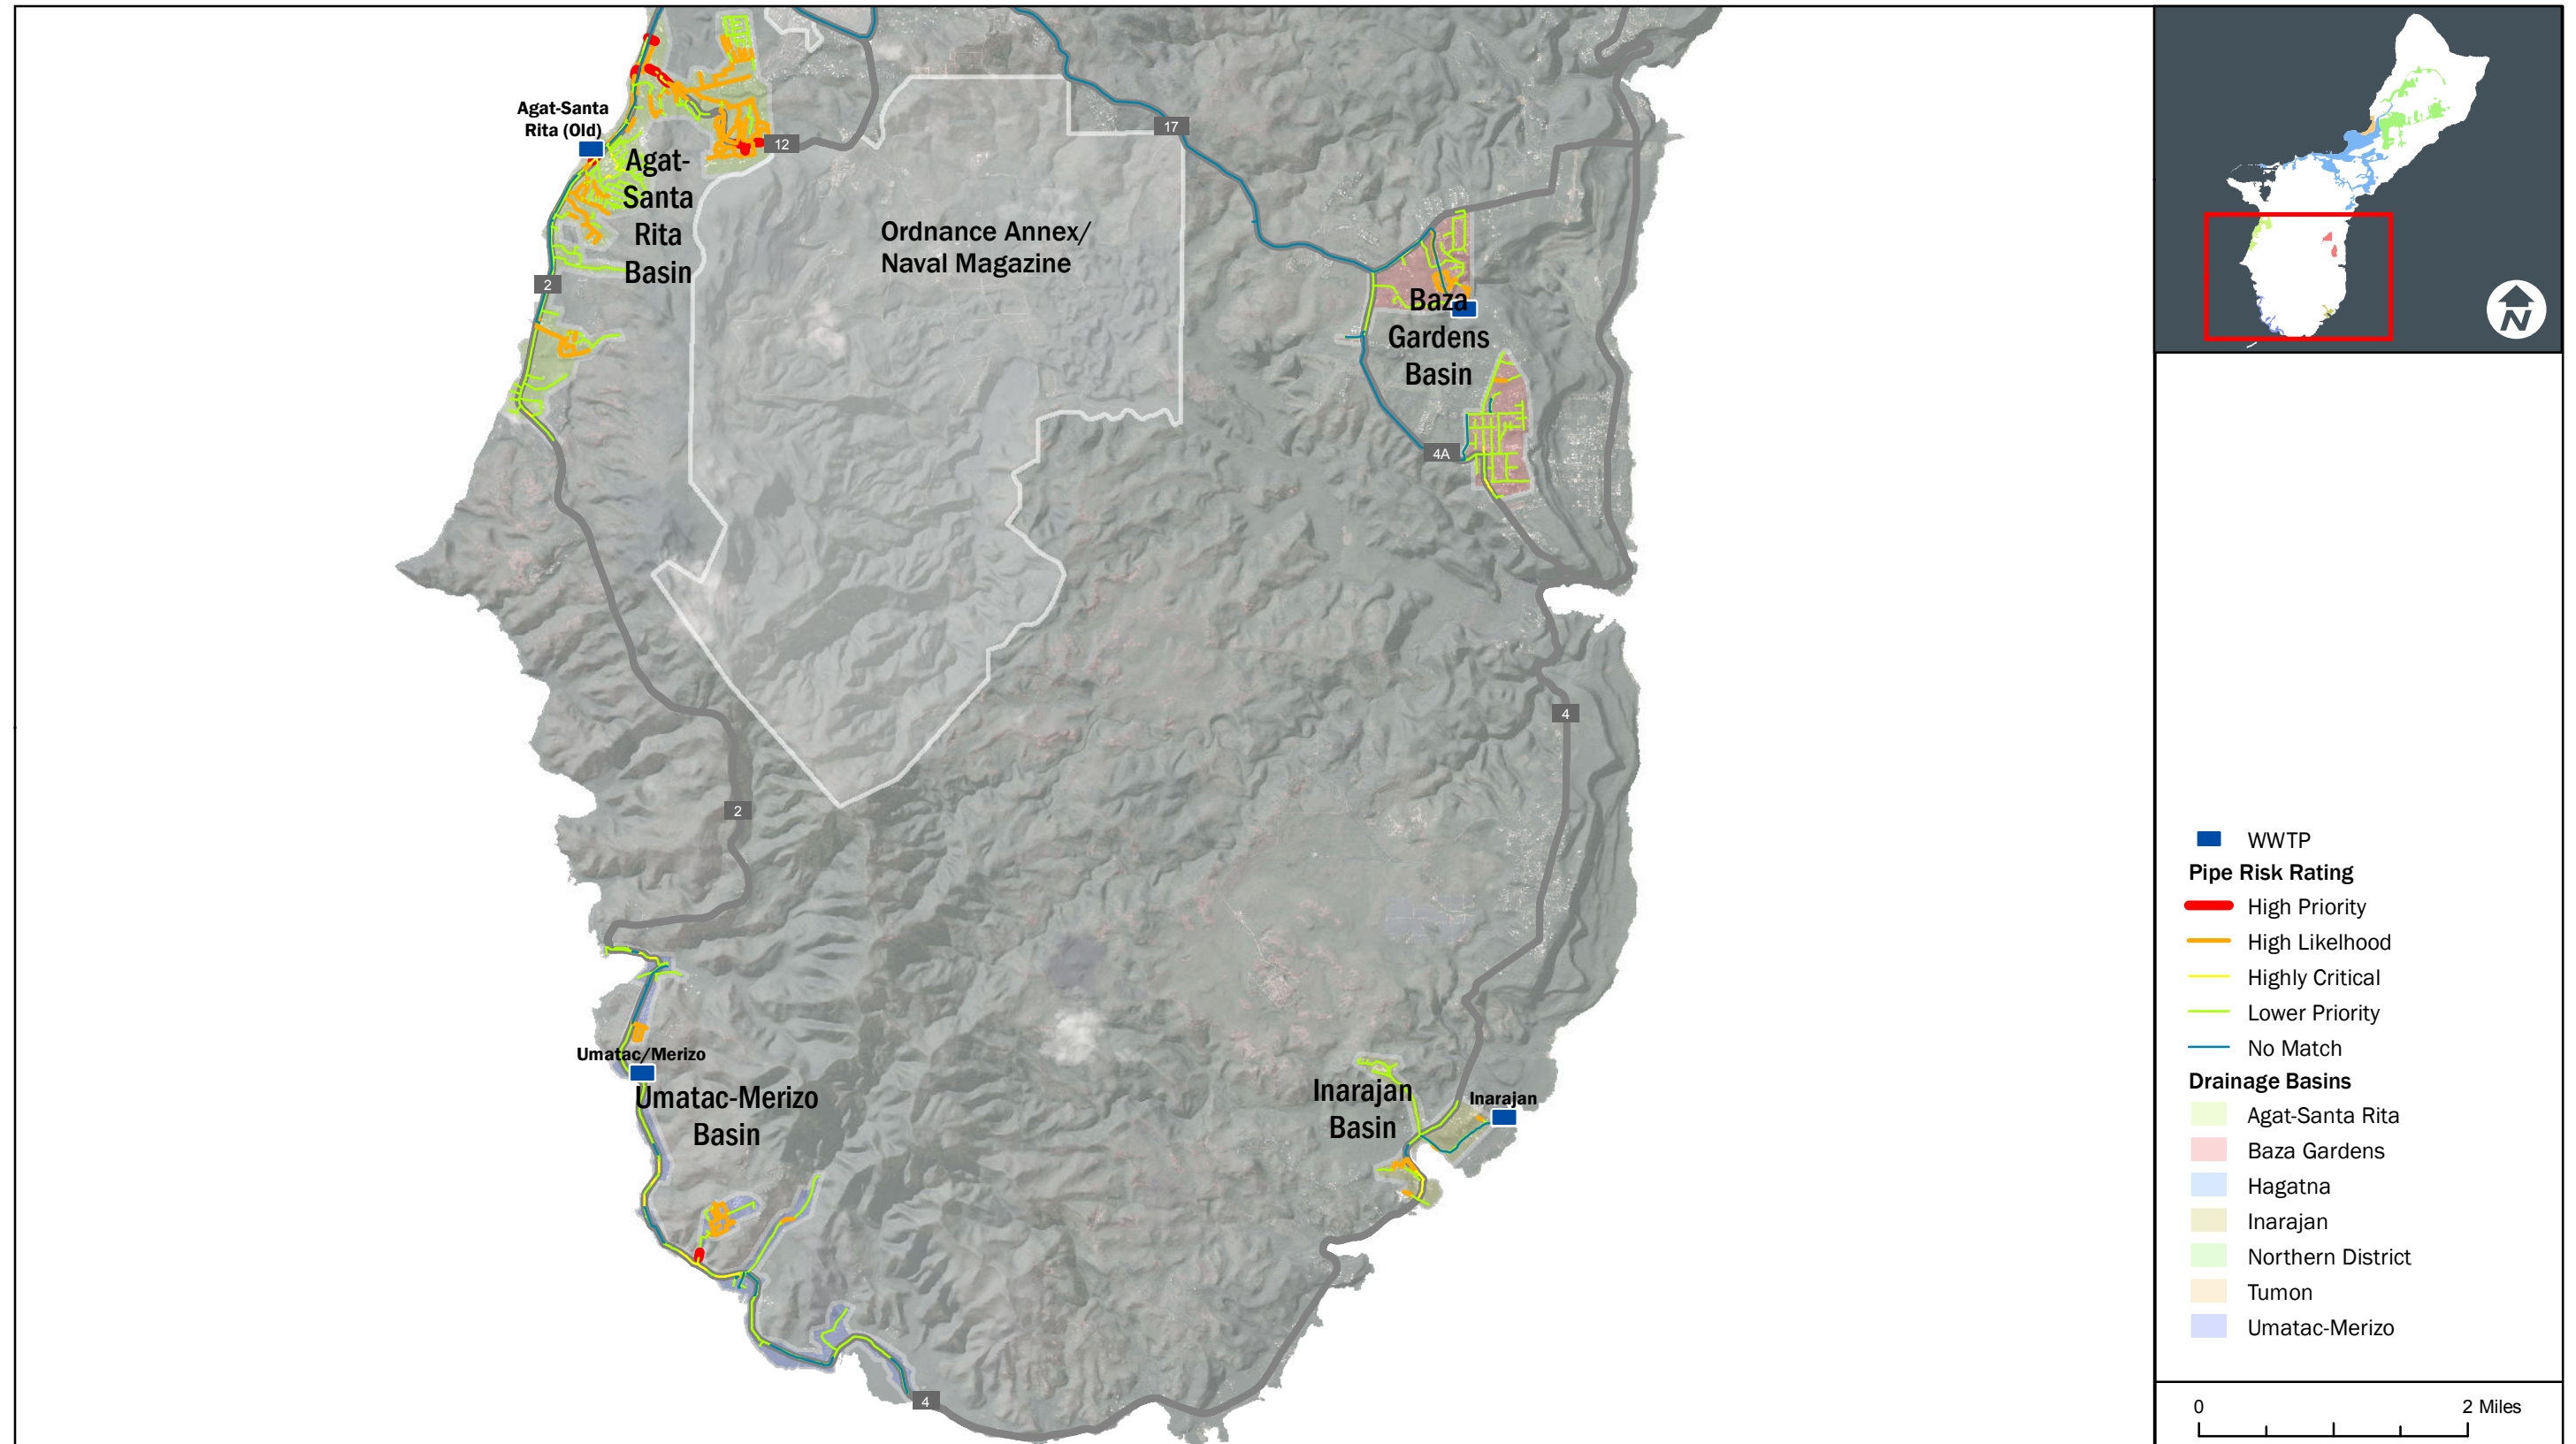 Agat-Santa
Rita (Old)
Agat-
Santa
Rita
Basin
12
17
Ordnance Annex/
Naval Magazine
2
Baza
Gardens
Basin
4A
4
2
Umatac/Merizo
Umatac-Merizo
Basin
Inarajan
Basin
Inarajan
4
N
WWTP
Pipe Risk Rating
High Priority
High Likelhood
Highly Critical
Lower Priority
No Match
Drainage Basins
Agat-Santa Rita
Baza Gardens
Hagatna
Inarajan
Northern District
Tumon
Umatac-Merizo
0 2 Miles